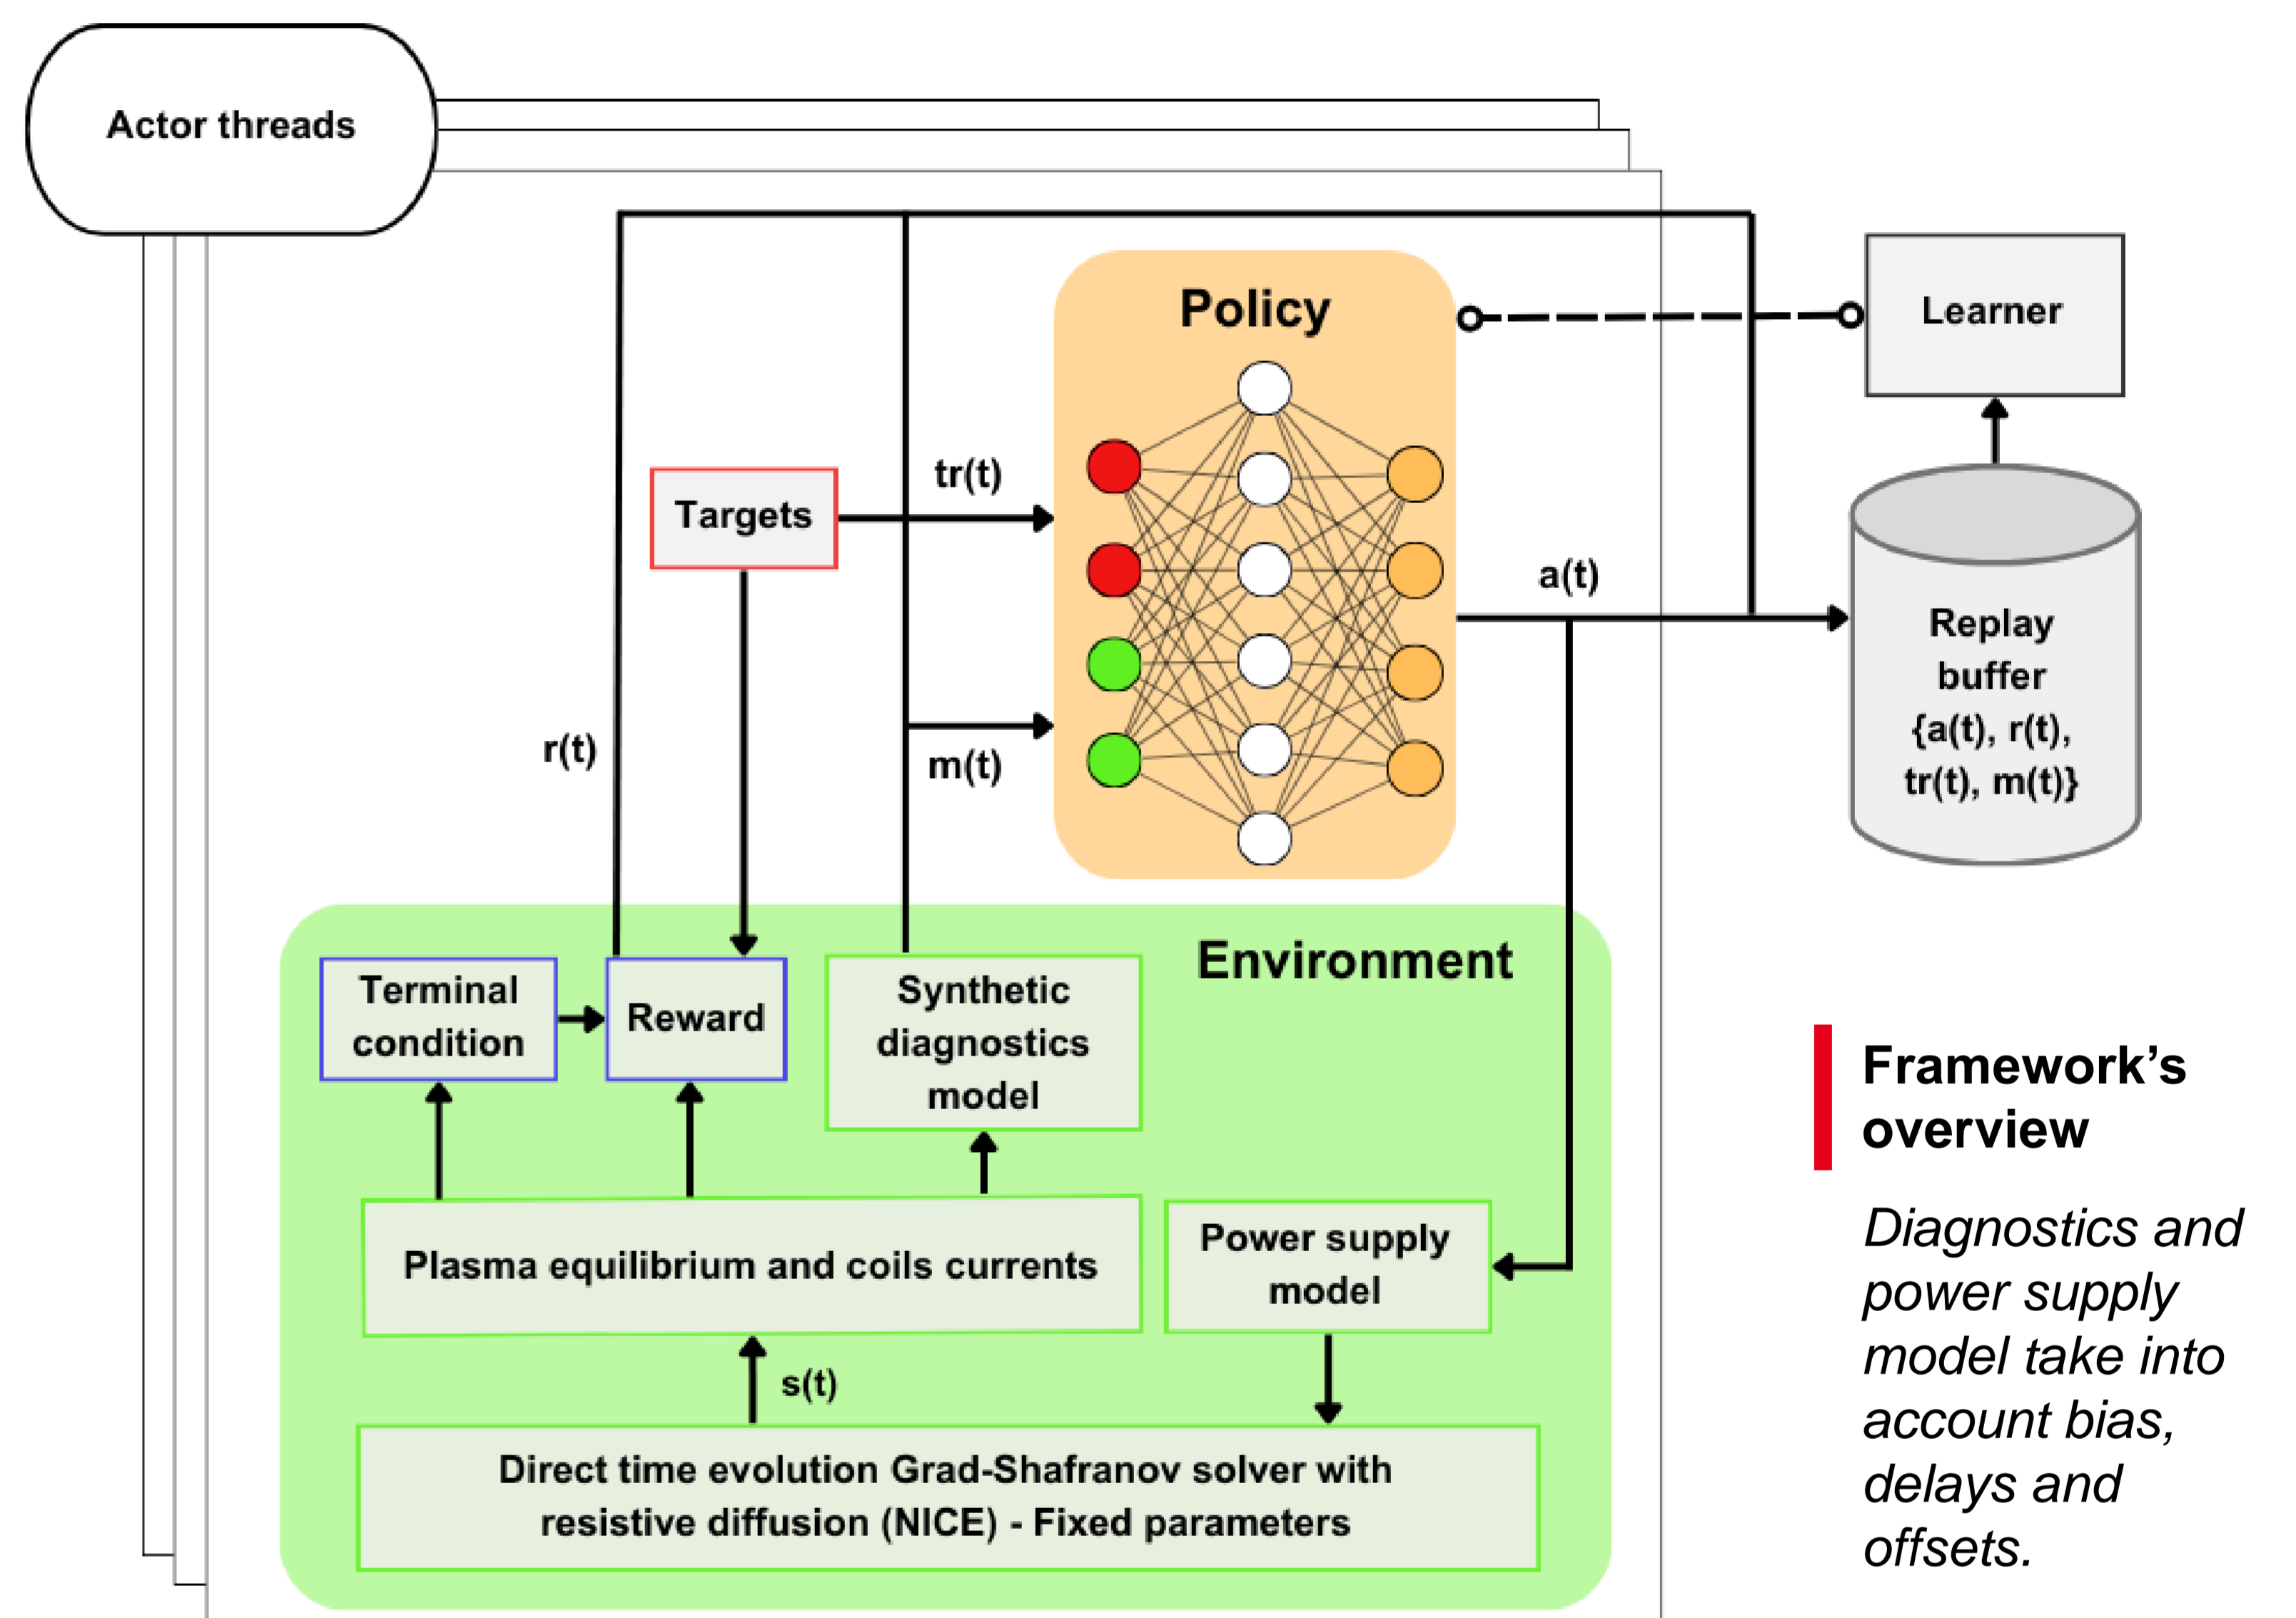 Actor threads
Policy
Learner
Targets
tr(t)
a(t)
Replay
buffer
{a(t), r(t),
tr(t), m(t)}
r(t)
m(t)
Environment
Terminal
condition
Reward
Synthetic
diagnostics
model
Plasma equilibrium and coils currents
Power supply
model
s(t)
Direct time evolution Grad-Shafranov solver with
resistive diffusion (NICE) - Fixed parameters
Framework’s
overview
Diagnostics and
power supply
model take into
account bias,
delays and
offsets.